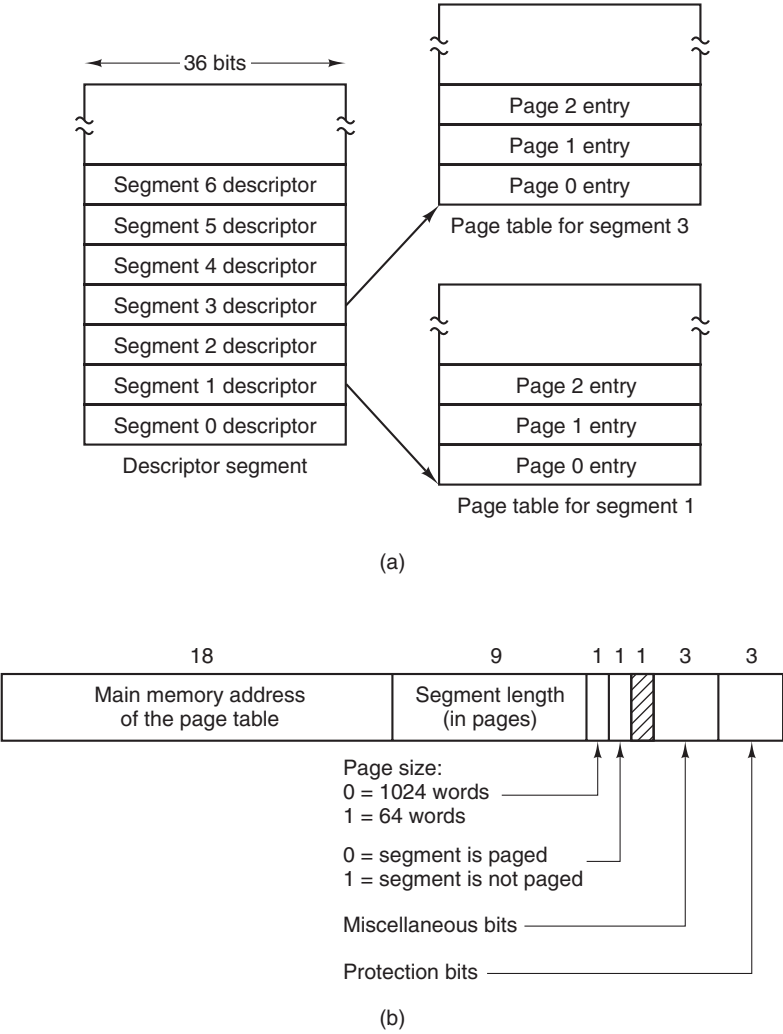 36 bits
Segment 6 descriptor
Segment 5 descriptor
Segment 4 descriptor
Segment 3 descriptor
Segment 2 descriptor
Segment 1 descriptor
Segment 0 descriptor
Descriptor segment
Page 2 entry
Page 1 entry
Page 0 entry
Page table for segment 3
Page 2 entry
Page 1 entry
Page 0 entry
Page table for segment 1
(a)
18 9 1 1 1 3 3
Main memory address
of the page table
Segment length
(in pages)
Page size:
0 = 1024 words
1 = 64 words
0 = segment is paged
1 = segment is not paged
Miscellaneous bits
Protection bits
(b)